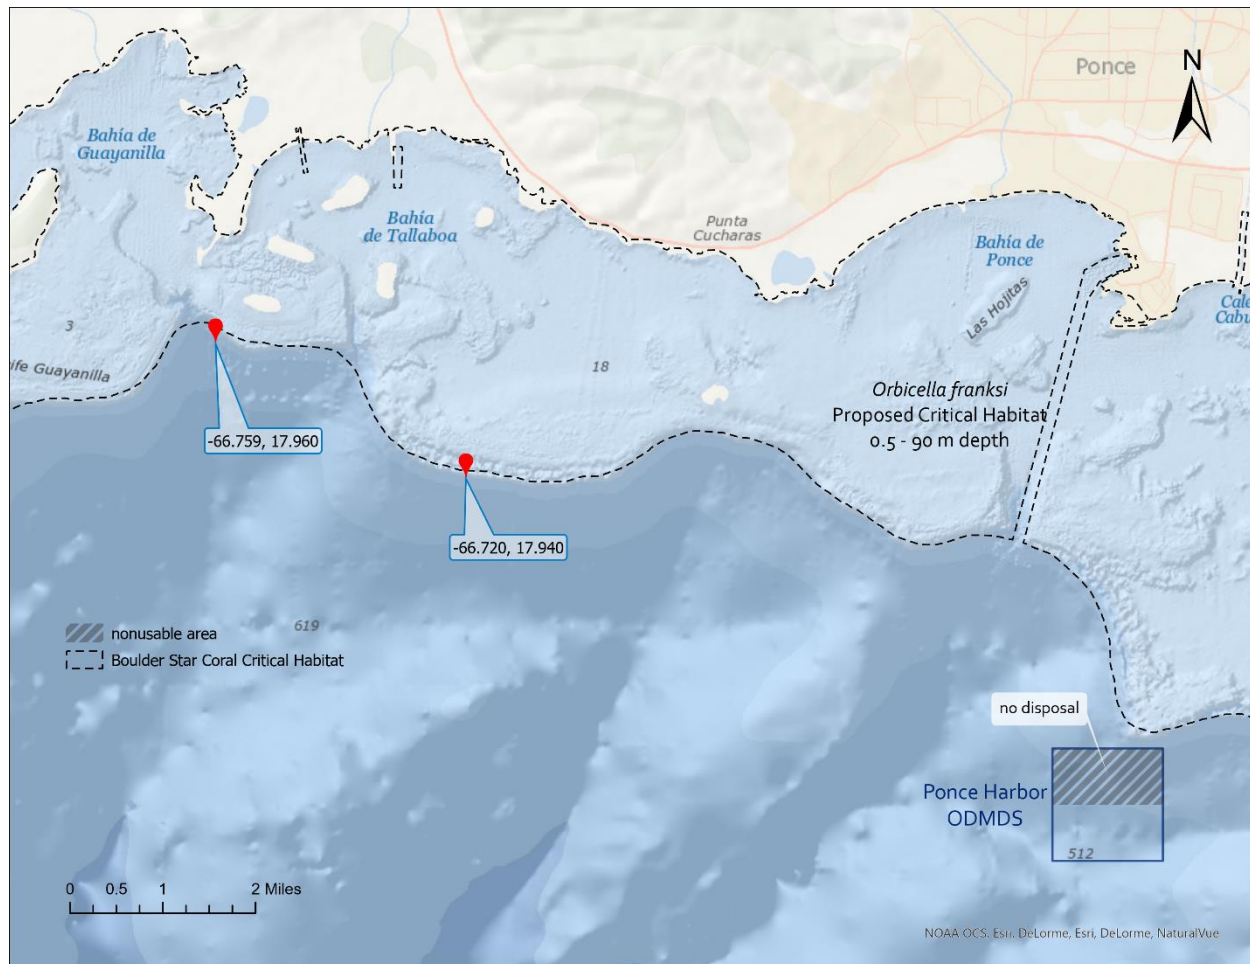 Ponce
N
Bahía de
Guayanilla
Bahía
de Tallaboa
Punta
Cucharas
Bahía de
Ponce
Las Hojitas
Cale
Cabu
3
ife Guayanilla
18
Orbicella franksi
Proposed Critical Habitat
0.5 - 90 m depth
-66.759, 17.960
-66.720, 17.940
619
nonusable area
Boulder Star Coral Critical Habitat
no disposal
Ponce Harbor
ODMDS
512
0 0.5 1 2 Miles
NOAA OCS, Esri, DeLorme, Esri, DeLorme, NaturalVue